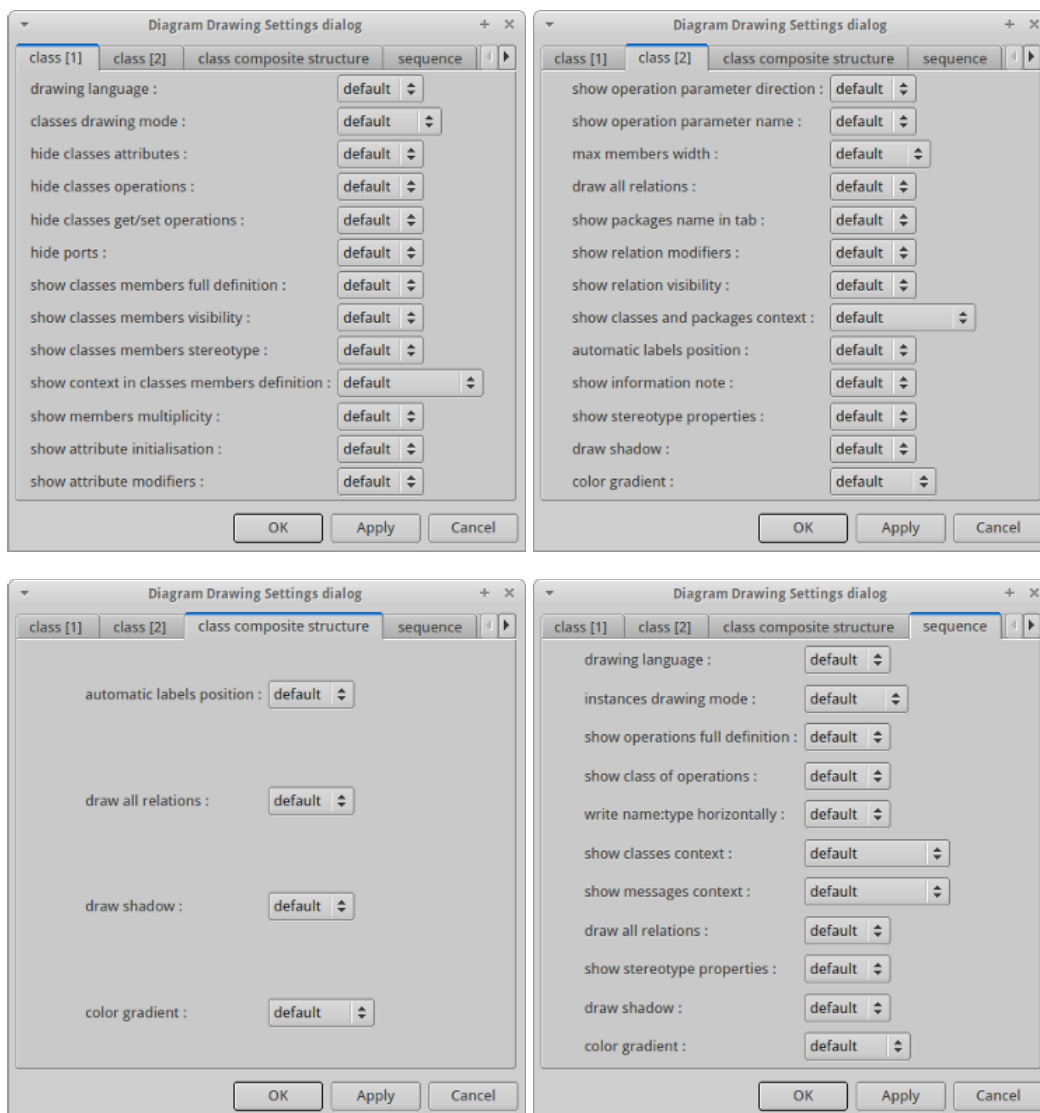 Diagram Drawing Settings dialog
class [1] class [2] class composite structure sequence
drawing language : default
classes drawing mode : default
hide classes attributes : default
hide classes operations : default
hide classes get/set operations : default
hide ports : default
show classes members full definition : default
show classes members visibility : default
show classes members stereotype : default
show context in classes members definition : default
show members multiplicity : default
show attribute initialisation : default
show attribute modifiers : default
OK Apply Cancel
Diagram Drawing Settings dialog
class [1] class [2] class composite structure sequence
show operation parameter direction : default
show operation parameter name : default
max members width : default
draw all relations : default
show packages name in tab : default
show relation modifiers : default
show relation visibility : default
show classes and packages context : default
automatic labels position : default
show information note : default
show stereotype properties : default
draw shadow : default
color gradient : default
OK Apply Cancel
Diagram Drawing Settings dialog
class [1] class [2] class composite structure sequence
automatic labels position : default
draw all relations : default
draw shadow : default
color gradient : default
OK Apply Cancel
Diagram Drawing Settings dialog
class [1] class [2] class composite structure sequence
drawing language : default
instances drawing mode : default
show operations full definition : default
show class of operations : default
write name:type horizontally : default
show classes context : default
show messages context : default
draw all relations : default
show stereotype properties : default
draw shadow : default
color gradient : default
OK Apply Cancel